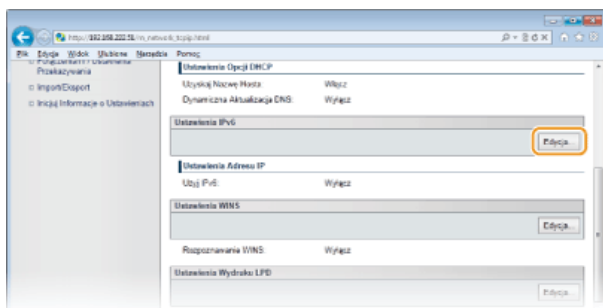 Plik Edycja Widok Ulubione Narzędzia Pomoc
Przekazywania
Import/Eksport
Inicjuj Informacje o Ustawieniach
Ustawienia Opcji DHCP
Uzyskaj Nazwę Hosta: Włącz
Dynamiczna Aktualizacja DNS: Wyłącz
Ustawienia IPv6
Edycja...
Ustawienia Adresu IP
Użyj IPv6: Wyłącz
Ustawienia WINS
Edycja...
Rozpoznawanie WINS: Wyłącz
Ustawienia Wydruku LPD
Edycja...